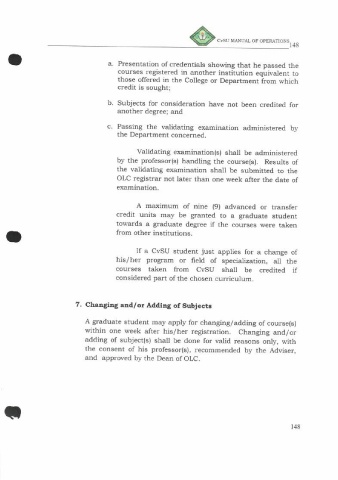 CvSU MANUAL OF OPERATIONS 148
a. Presentation of credentials showing that he passed the
courses registered in another institution equivalent to
those offered in the College or Department from which
credit is sought;
b. Subjects for consideration have not been credited for
another degree; and
c. Passing the validating examination administered by
the Department concerned.
Validating examination(s) shall be administered
by the professor(s) handling the course(s). Results of
the validating examination shall be submitted to the
OLC registrar not later than one week after the date of
examination.
A maximum of nine (9) advanced or transfer
credit units may be granted to a graduate student
towards a graduate degree if the courses were taken
from other institutions.
If a CvSU student just applies for a change of
his/her program or field of specialization, all the
courses taken from CvSU shall be credited if
considered part of the chosen curriculum.
7. Changing and/or Adding of Subjects
A graduate student may apply for changing/adding of course(s)
within one week after his/her registration. Changing and/or
adding of subject(s) shall be done for valid reasons only, with
the consent of his professor(s), recommended by the Adviser,
and approved by the Dean of OLC.
148